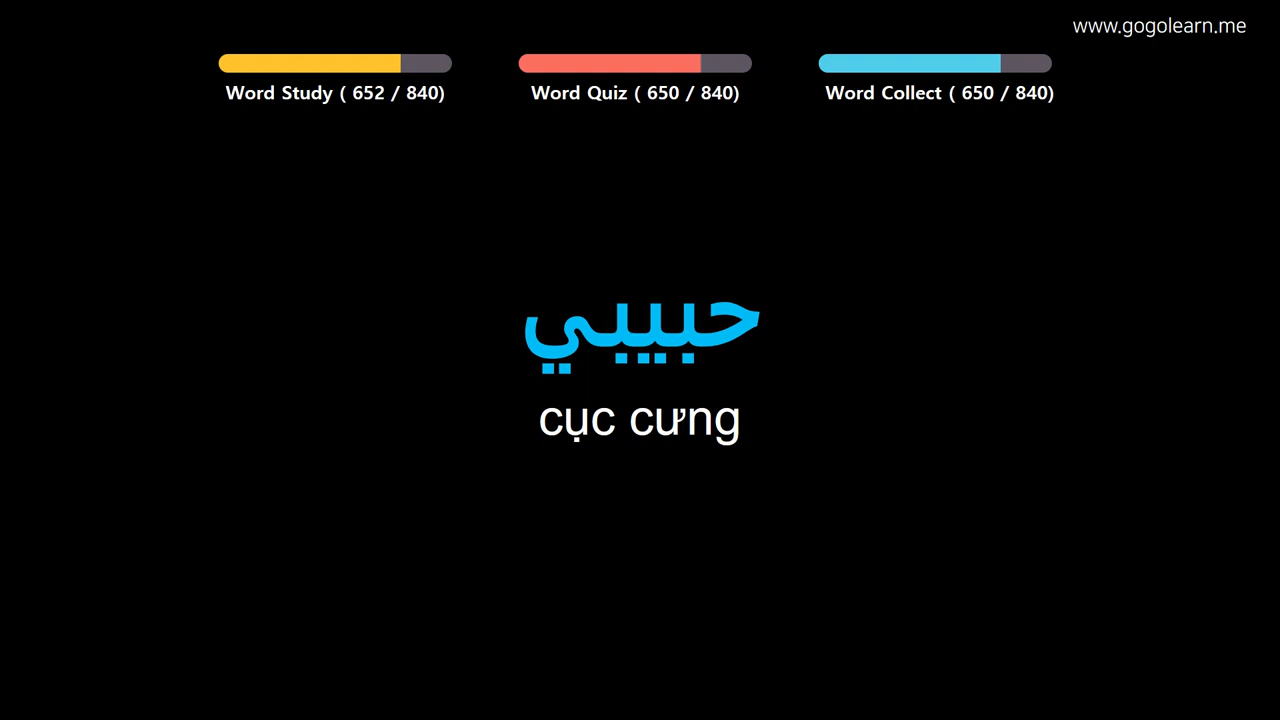 www.gogolearn.me
Word Study ( 652 / 840)
Word Quiz ( 650 / 840)
Word Collect ( 650 / 840)
حبيبي
cục cưng